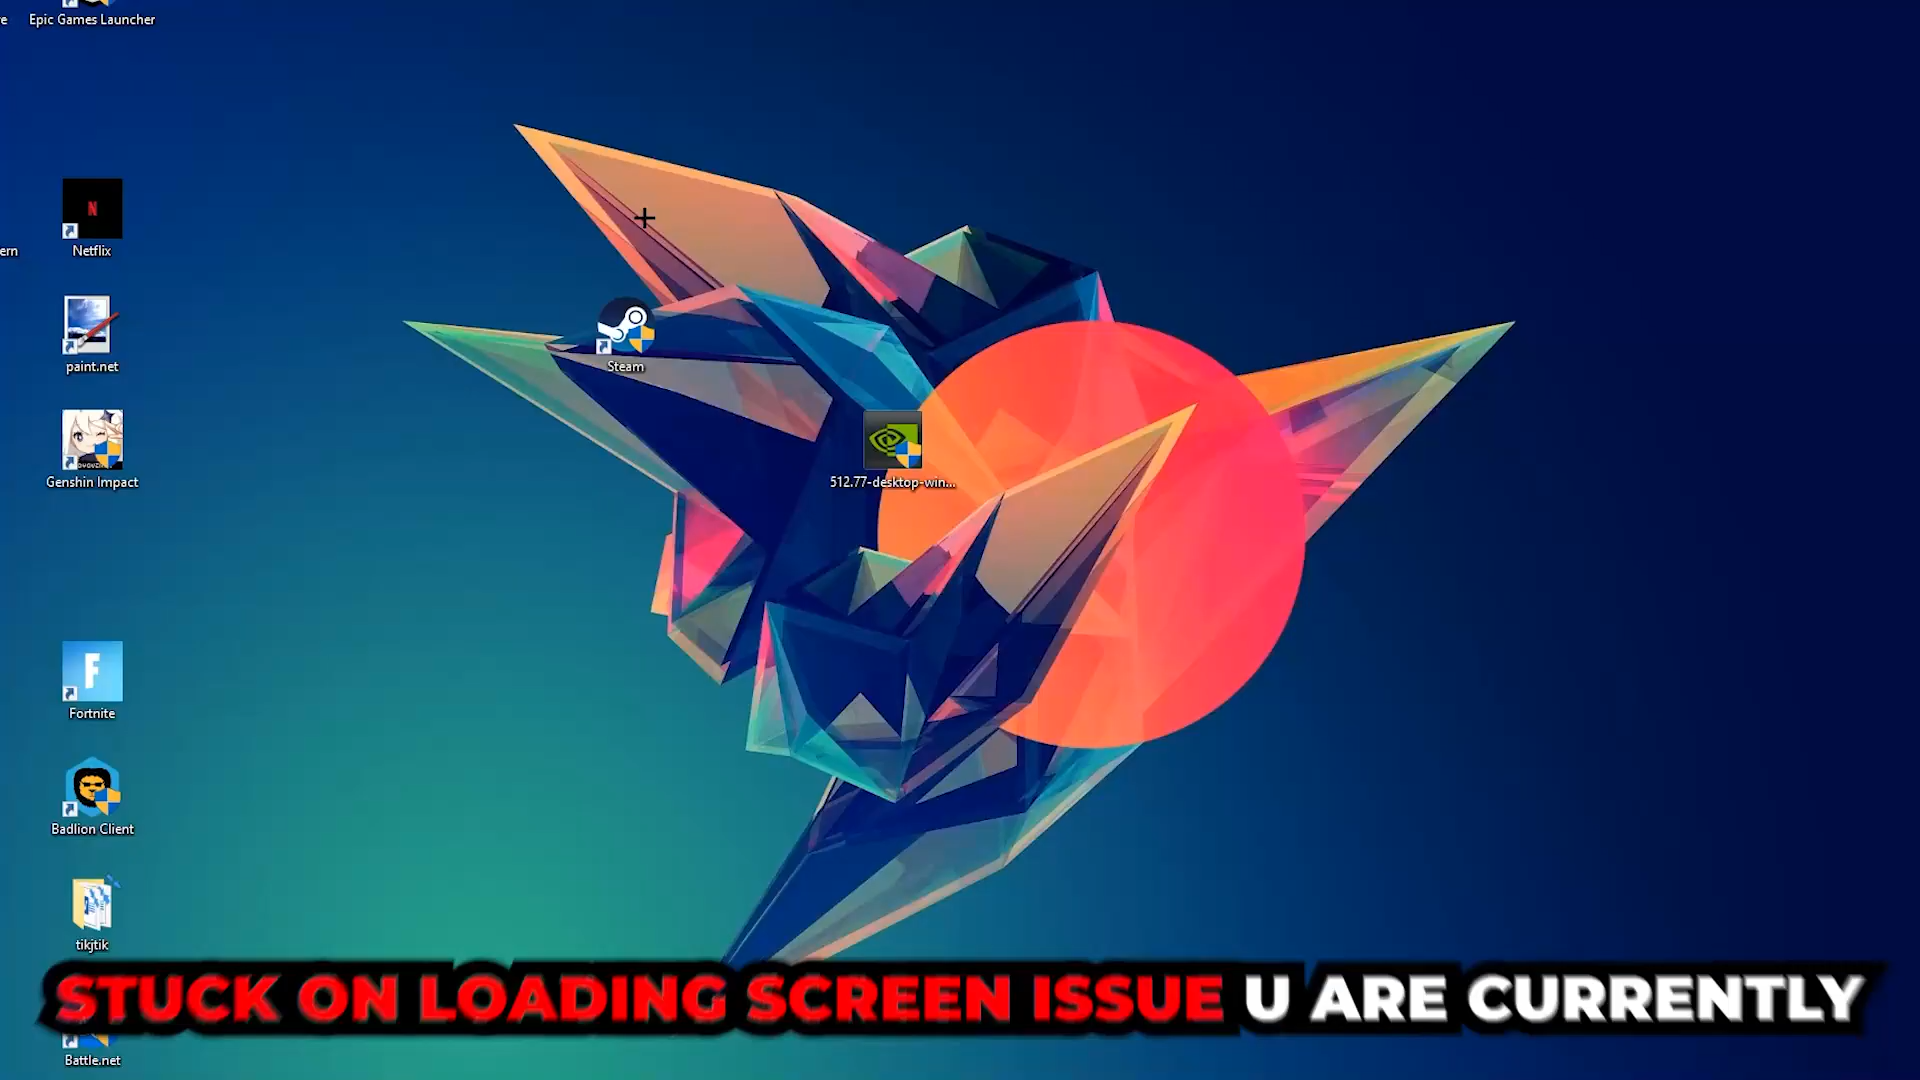 Epic Games Launcher
ern
Netflix
paint.net
Steam
Genshin Impact
512.77-desktop-win...
F
Fortnite
Badlion Client
tikjtik
STUCK ON LOADING SCREEN ISSUE U ARE CURRENTLY
Battle.net